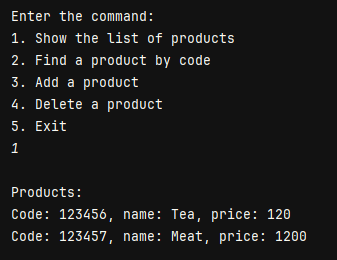 Enter the command:
1. Show the list of products
2. Find a product by code
3. Add a product
4. Delete a product
5. Exit
1
Products:
Code: 123456, name: Tea, price: 120
Code: 123457, name: Meat, price: 1200